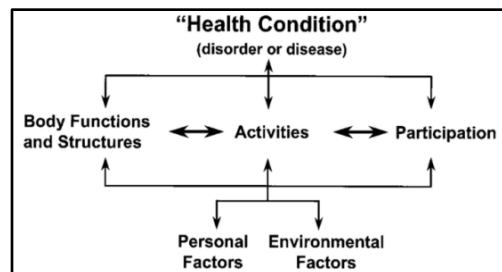 “Health Condition”
(disorder or disease)
Body Functions
and Structures
Activities
Participation
Personal
Factors
Environmental
Factors